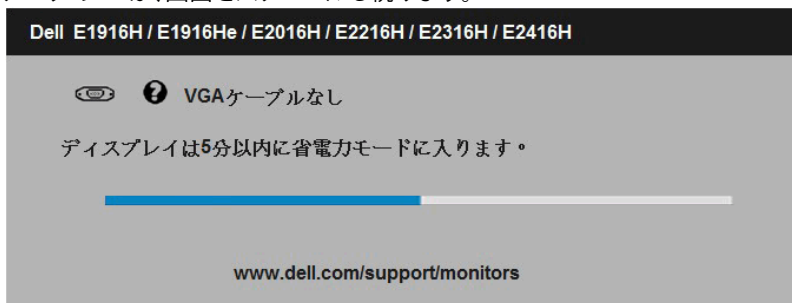 Dell E1916H / E1916He / E2016H / E2216H / E2316H / E2416H
VGAケーブルなし
ディスプレイは5分以内に省電力モードに入ります。
www.dell.com/support/monitors